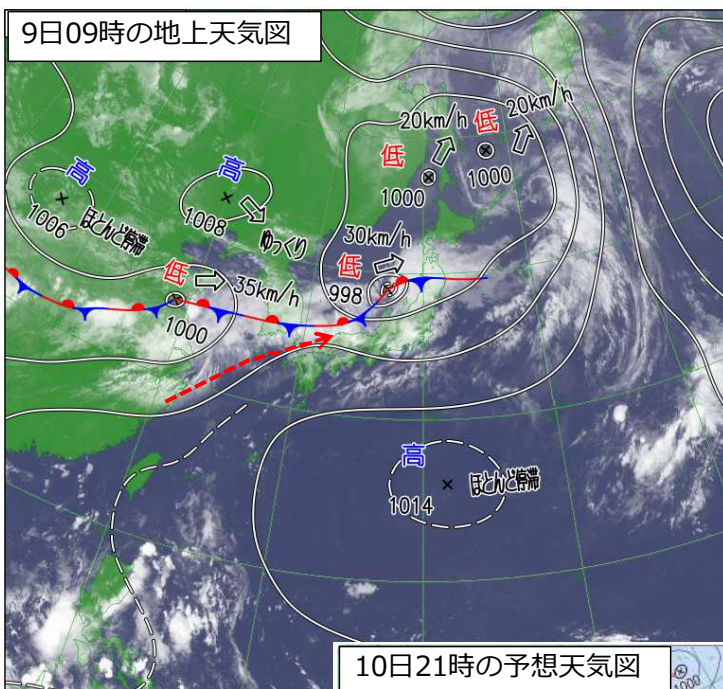 9日09時の地上天気図
20km/h
低
20km/h
低
1000
1000
高
1006
ほとんど停滞
高
1008
ゆっくり
30km/h
低
998
低
35km/h
1000
高
1014
ほとんど停滞
10日21時の予想天気図
1000